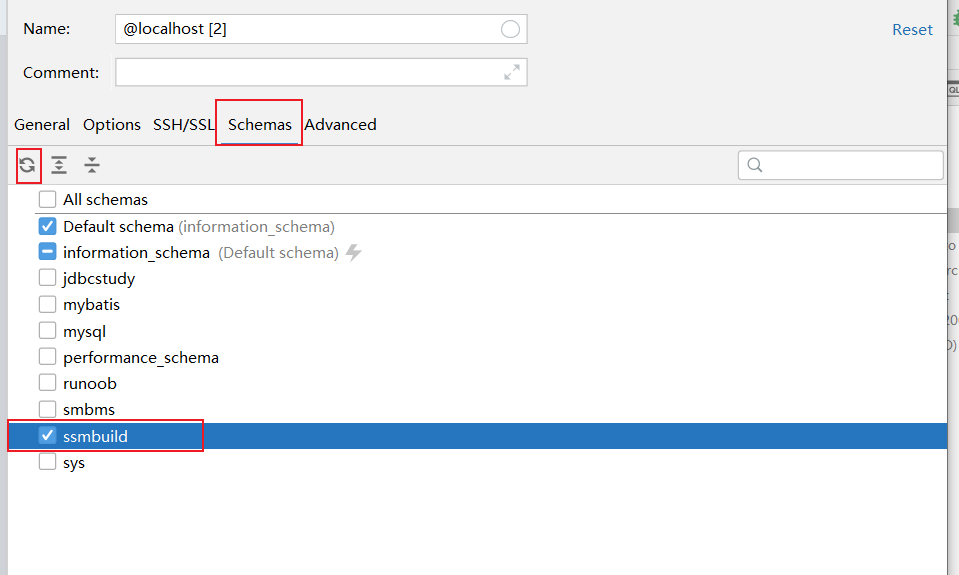 Name: @localhost [2] Reset
Comment:
General Options SSH/SSL Schemas Advanced
All schemas
Default schema (information_schema)
information_schema (Default schema)
jdbcstudy
mybatis
mysql
performance_schema
runoob
smbms
ssmbuild
sys